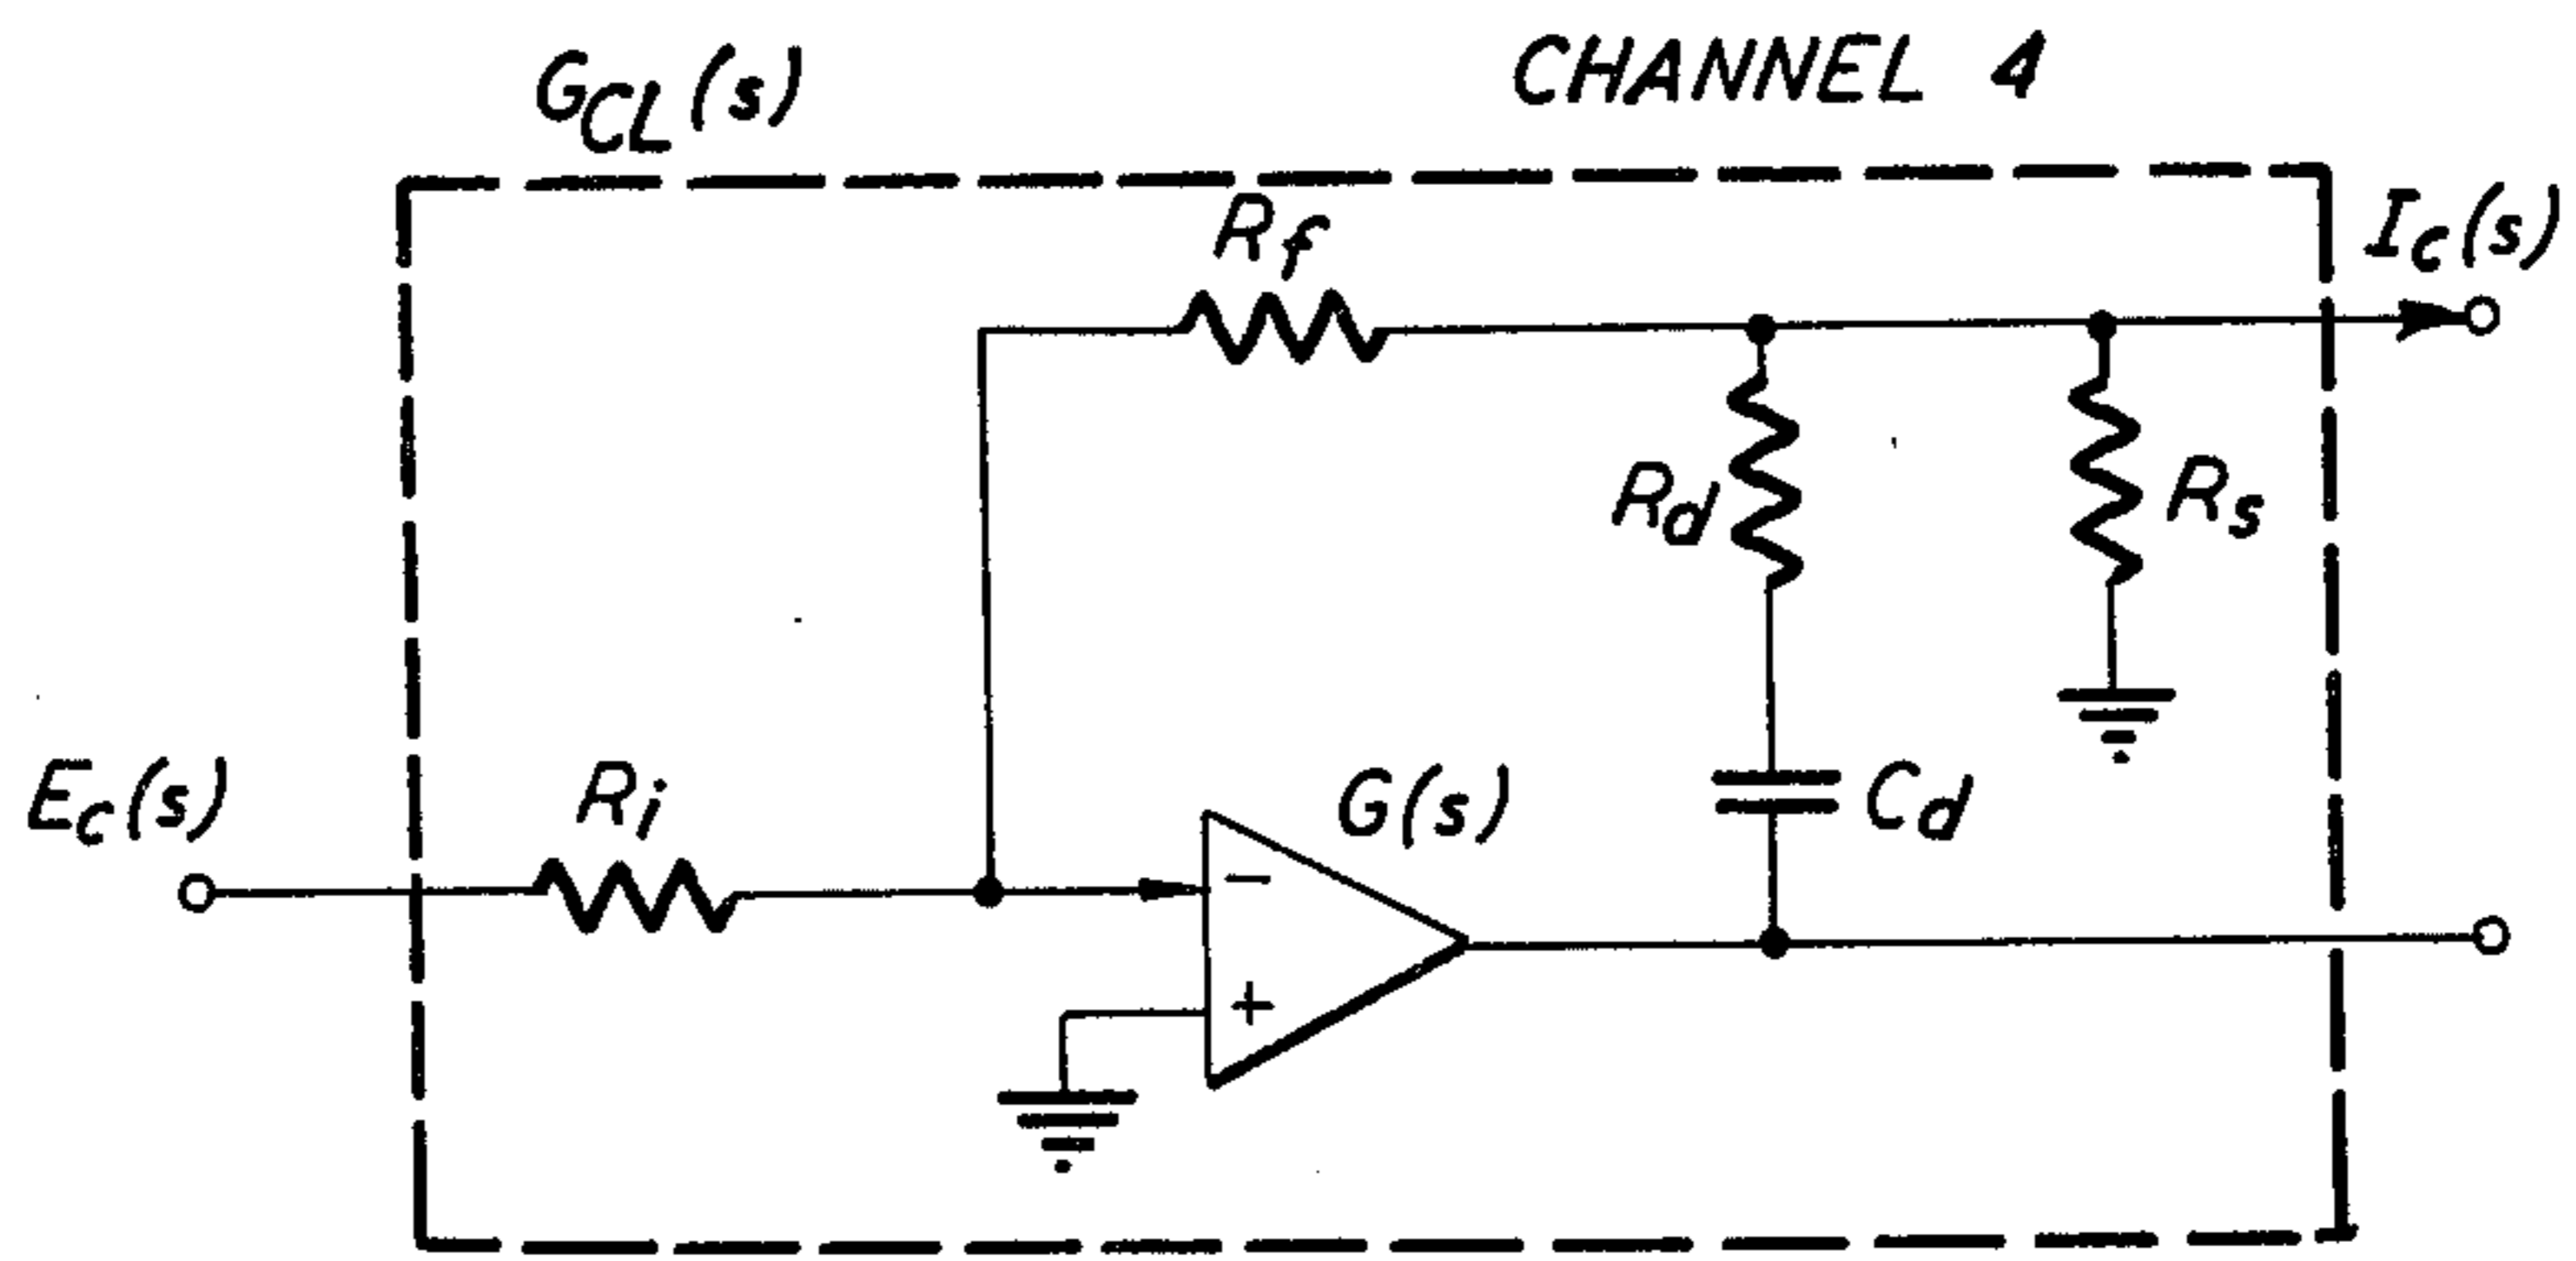 G_CL(s)
CHANNEL 4
R_f
I_c(s)
R_d
R_s
E_c(s)
R_i
G(s)
C_d
-
+